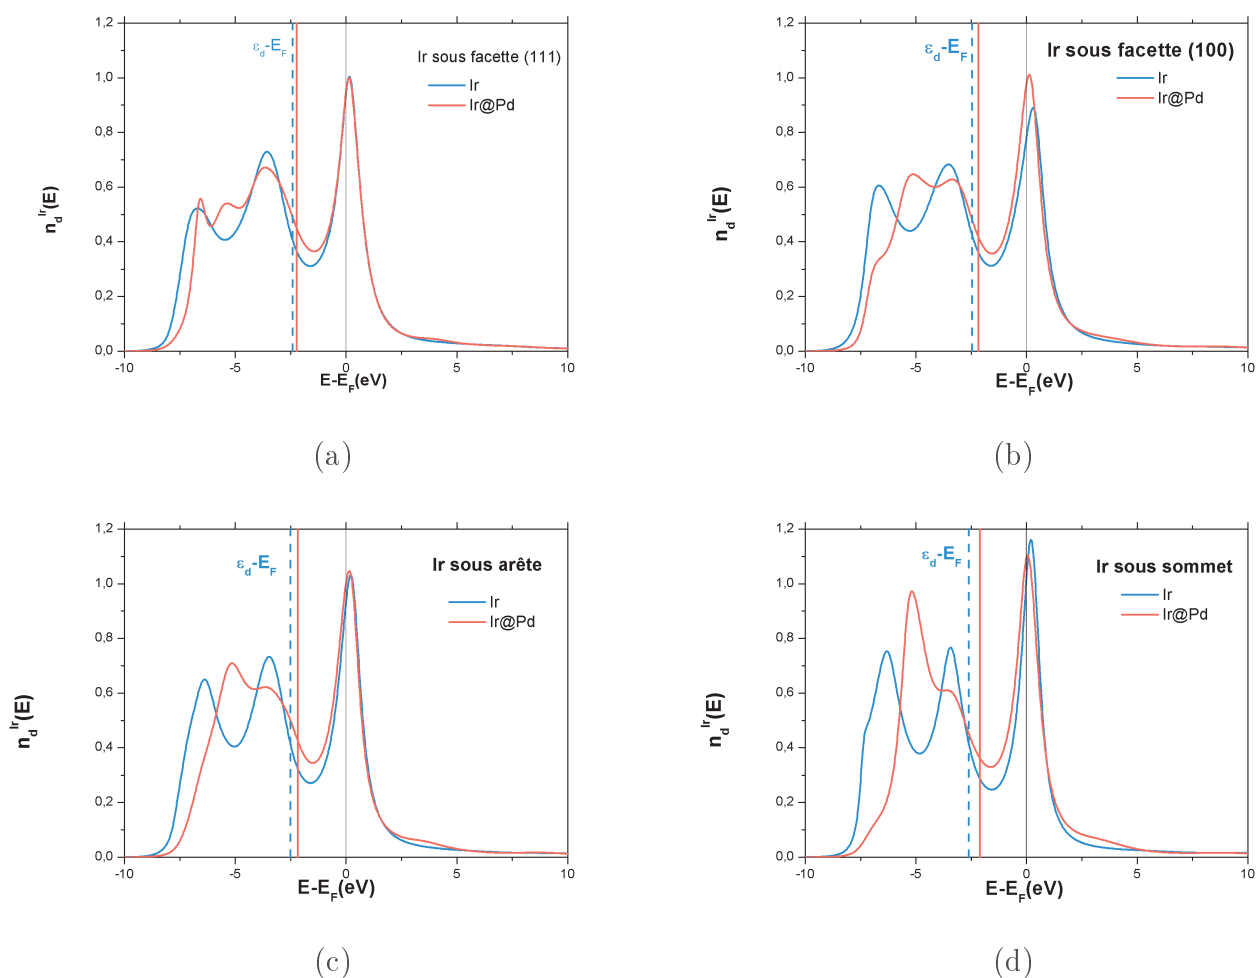 1,2
1,0
0,8
0,6
0,4
0,2
0,0
n_d^Ir(E)
ε_d-E_F
Ir sous facette (111)
Ir
Ir@Pd
-10 -5 0 5 10
E-E_F(eV)
(a)
1,2
1,0
0,8
0,6
0,4
0,2
0,0
n_d^Ir(E)
ε_d-E_F
Ir sous facette (100)
Ir
Ir@Pd
-10 -5 0 5 10
E-E_F(eV)
(b)
1,2
1,0
0,8
0,6
0,4
0,2
0,0
n_d^Ir(E)
ε_d-E_F
Ir sous arête
Ir
Ir@Pd
-10 -5 0 5 10
E-E_F(eV)
(c)
1,2
1,0
0,8
0,6
0,4
0,2
0,0
n_d^Ir(E)
ε_d-E_F
Ir sous sommet
Ir
Ir@Pd
-10 -5 0 5 10
E-E_F(eV)
(d)